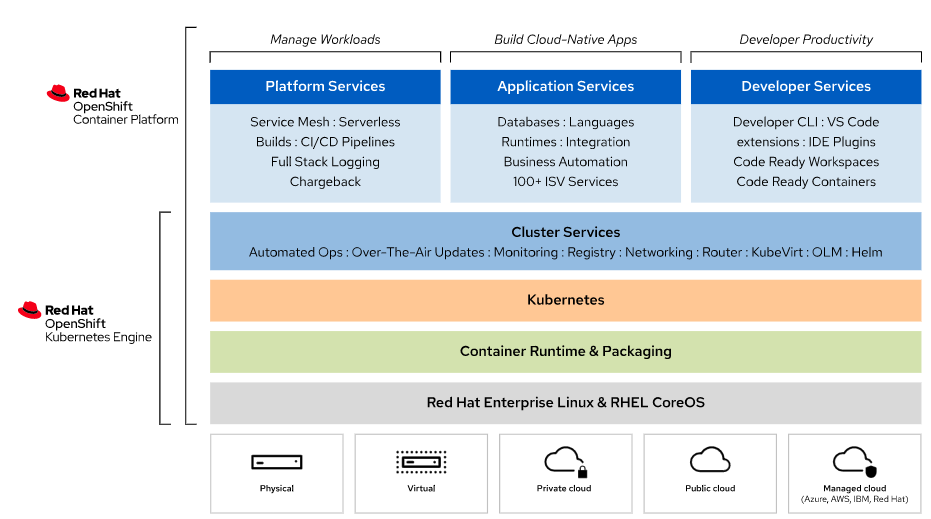 Manage Workloads
Build Cloud-Native Apps
Developer Productivity
Red Hat
OpenShift
Container Platform
Platform Services
Service Mesh : Serverless
Builds : CI/CD Pipelines
Full Stack Logging
Chargeback
Application Services
Databases : Languages
Runtimes : Integration
Business Automation
100+ ISV Services
Developer Services
Developer CLI : VS Code
extensions : IDE Plugins
Code Ready Workspaces
Code Ready Containers
Cluster Services
Automated Ops : Over-The-Air Updates : Monitoring : Registry : Networking : Router : KubeVirt : OLM : Helm
Red Hat
OpenShift
Kubernetes Engine
Kubernetes
Container Runtime & Packaging
Red Hat Enterprise Linux & RHEL CoreOS
Physical
Virtual
Private cloud
Public cloud
Managed cloud
(Azure, AWS, IBM, Red Hat)